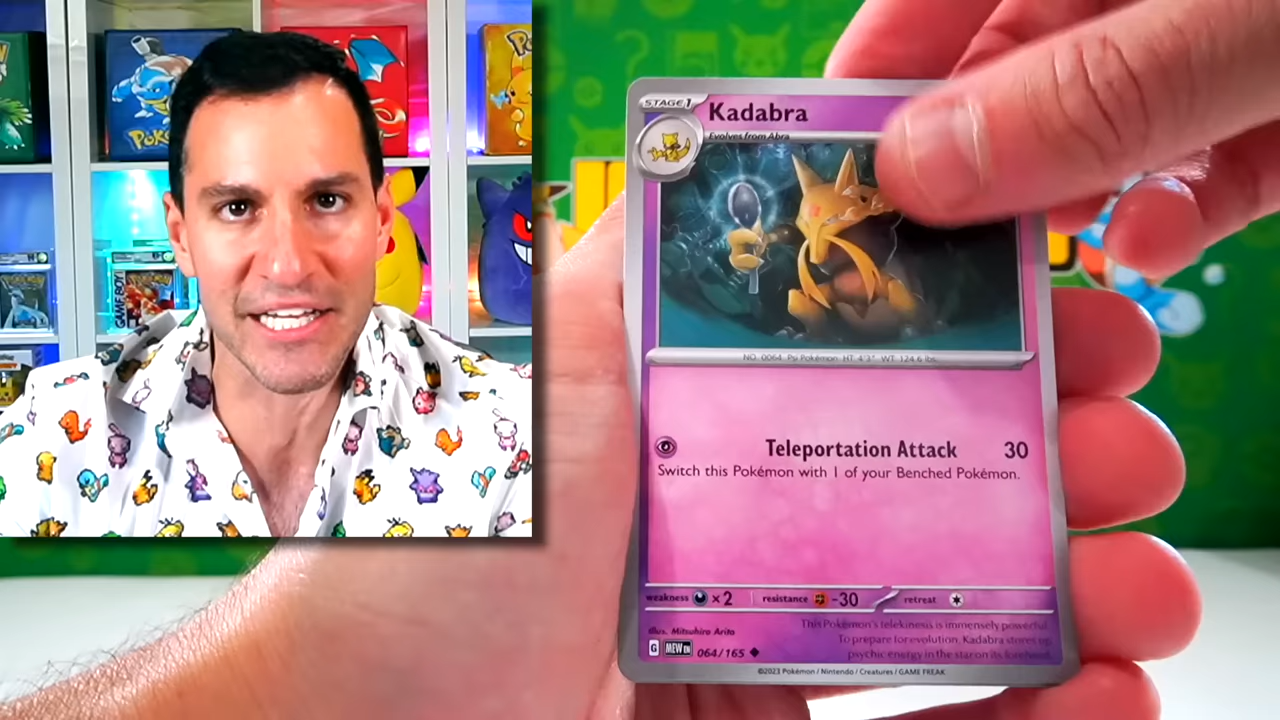 Poké
GAME BOY
STAGE 1
Kadabra
Evolves from Abra
NO. 0064 Psi Pokémon HT: 4'3" WT: 124.6 lbs.
Teleportation Attack 30
Switch this Pokémon with 1 of your Benched Pokémon.
weakness ×2 resistance -30 retreat
Illus. Mitsuhiro Arita
G MEW EN 064/165
This Pokémon's telekinesis is immensely powerful.
To prepare for evolution, Kadabra stores up
psychic energy in the star on its forehead.
©2023 Pokémon / Nintendo / Creatures / GAME FREAK